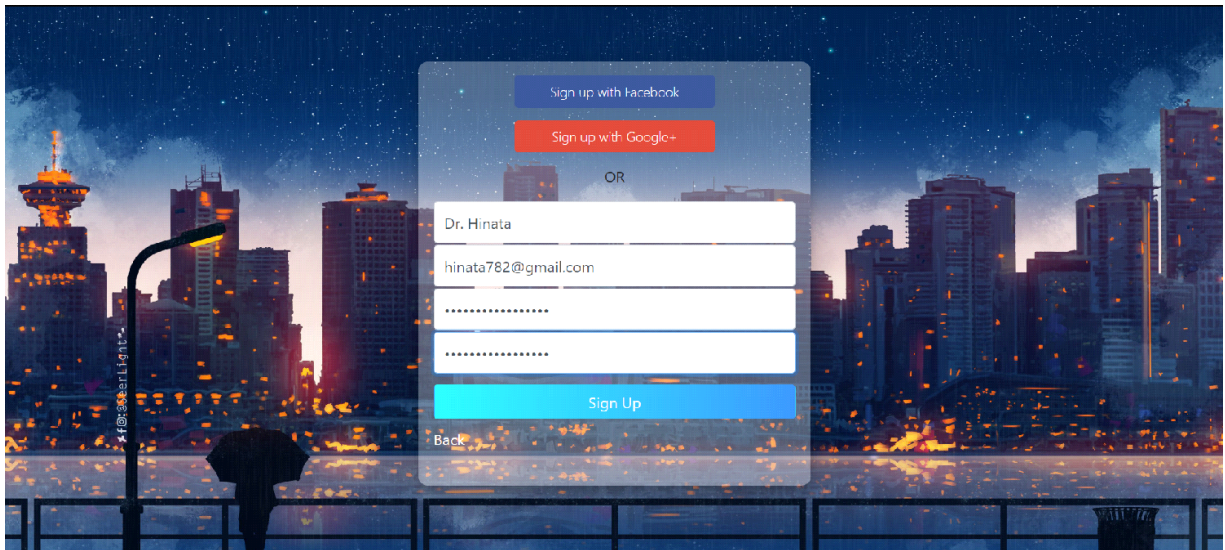 Sign up with Facebook
Sign up with Google+
OR
Dr. Hinata
hinata782@gmail.com
•••••••••••••••••
•••••••••••••••••
Sign Up
Back